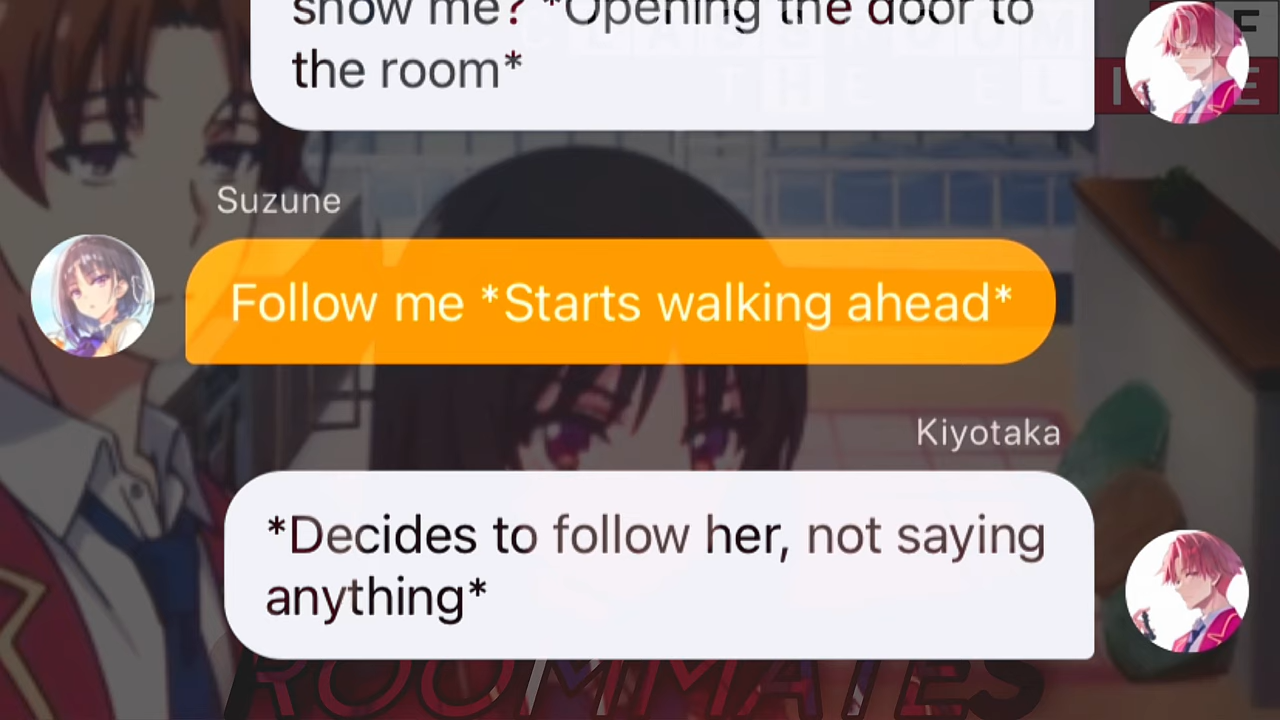 show me? *Opening the door to
the room*
Suzune
Follow me *Starts walking ahead*
Kiyotaka
*Decides to follow her, not saying
anything*
ROOMMATES